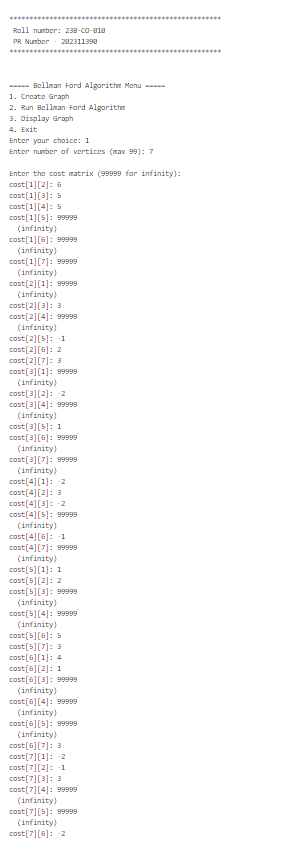 **************************************************
Roll number: 23B-CO-010
PR Number - 202311390
**************************************************
===== Bellman Ford Algorithm Menu =====
1. Create Graph
2. Run Bellman-Ford Algorithm
3. Display Graph
4. Exit
Enter your choice: 1
Enter number of vertices (max 99): 7
Enter the cost matrix (99999 for infinity):
cost[1][2]: 6
cost[1][3]: 5
cost[1][4]: 5
cost[1][5]: 99999
(infinity)
cost[1][6]: 99999
(infinity)
cost[1][7]: 99999
(infinity)
cost[2][1]: 99999
(infinity)
cost[2][3]: 3
cost[2][4]: 99999
(infinity)
cost[2][5]: -1
cost[2][6]: 2
cost[2][7]: 3
cost[3][1]: 99999
(infinity)
cost[3][2]: -2
cost[3][4]: 99999
(infinity)
cost[3][5]: 1
cost[3][6]: 99999
(infinity)
cost[3][7]: 99999
(infinity)
cost[4][1]: -2
cost[4][2]: 3
cost[4][3]: -2
cost[4][5]: 99999
(infinity)
cost[4][6]: -1
cost[4][7]: 99999
(infinity)
cost[5][1]: 1
cost[5][2]: 2
cost[5][3]: 99999
(infinity)
cost[5][4]: 99999
(infinity)
cost[5][6]: 5
cost[5][7]: 3
cost[6][1]: 4
cost[6][2]: 1
cost[6][3]: 99999
(infinity)
cost[6][4]: 99999
(infinity)
cost[6][5]: 99999
(infinity)
cost[6][7]: 3
cost[7][1]: -2
cost[7][2]: -1
cost[7][3]: 3
cost[7][4]: 99999
(infinity)
cost[7][5]: 99999
(infinity)
cost[7][6]: -2